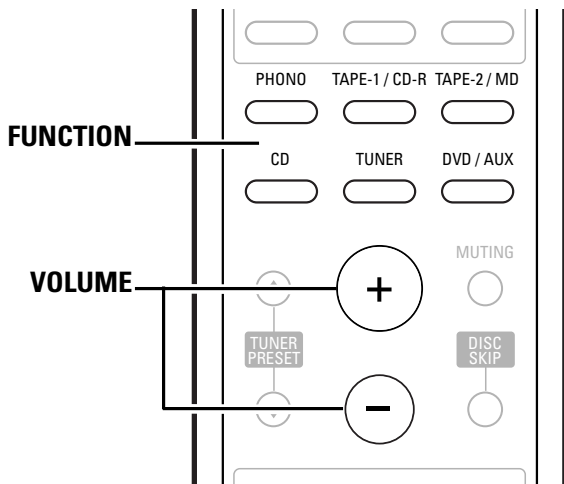 PHONO TAPE-1 / CD-R TAPE-2 / MD
FUNCTION
CD TUNER DVD / AUX
MUTING
VOLUME
+
TUNER
PRESET
DISC
SKIP
−